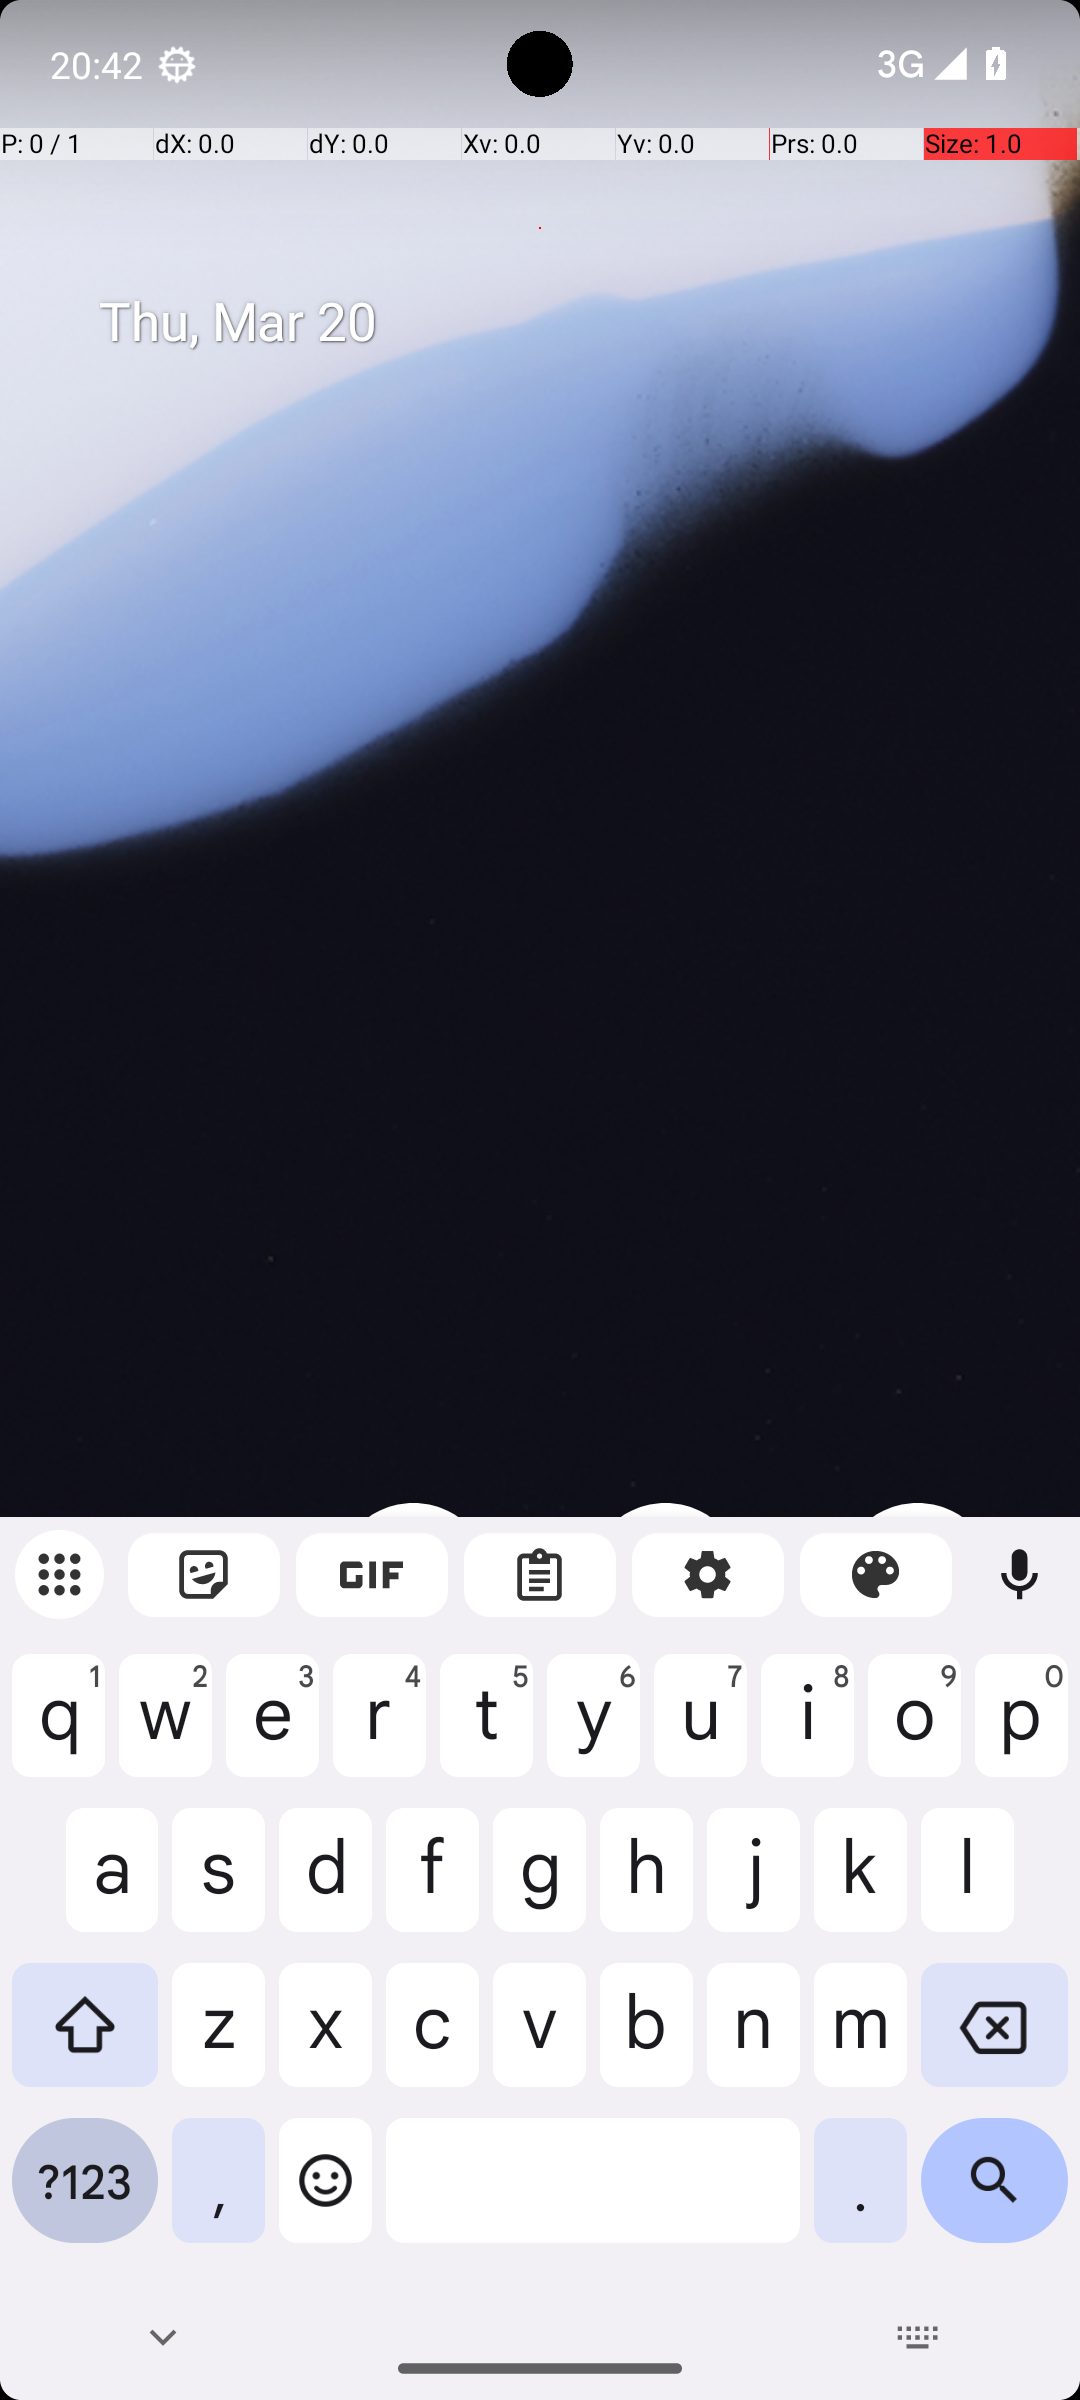 20:42 3G
P: 0 / 1 dX: 0.0 dY: 0.0 Xv: 0.0 Yv: 0.0 Prs: 0.0 Size: 1.0
Thu, Mar 20
GIF
q 1 w 2 e 3 r 4 t 5 y 6 u 7 i 8 o 9 p 0
a s d f g h j k l
z x c v b n m
?123 , .